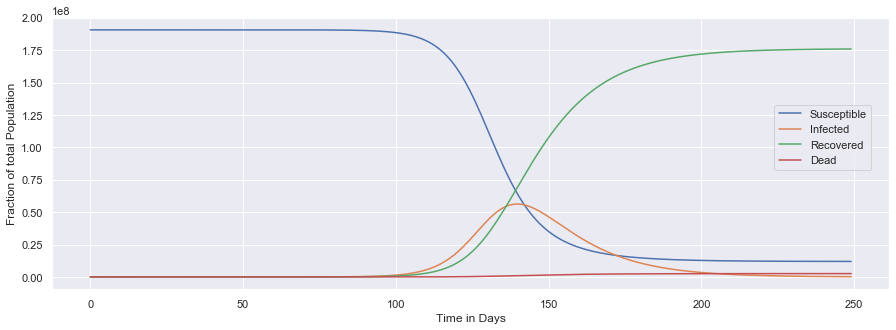 1e8
2.00
1.75
1.50
1.25
1.00
0.75
0.50
0.25
0.00
Fraction of total Population
Susceptible
Infected
Recovered
Dead
0 50 100 150 200 250
Time in Days